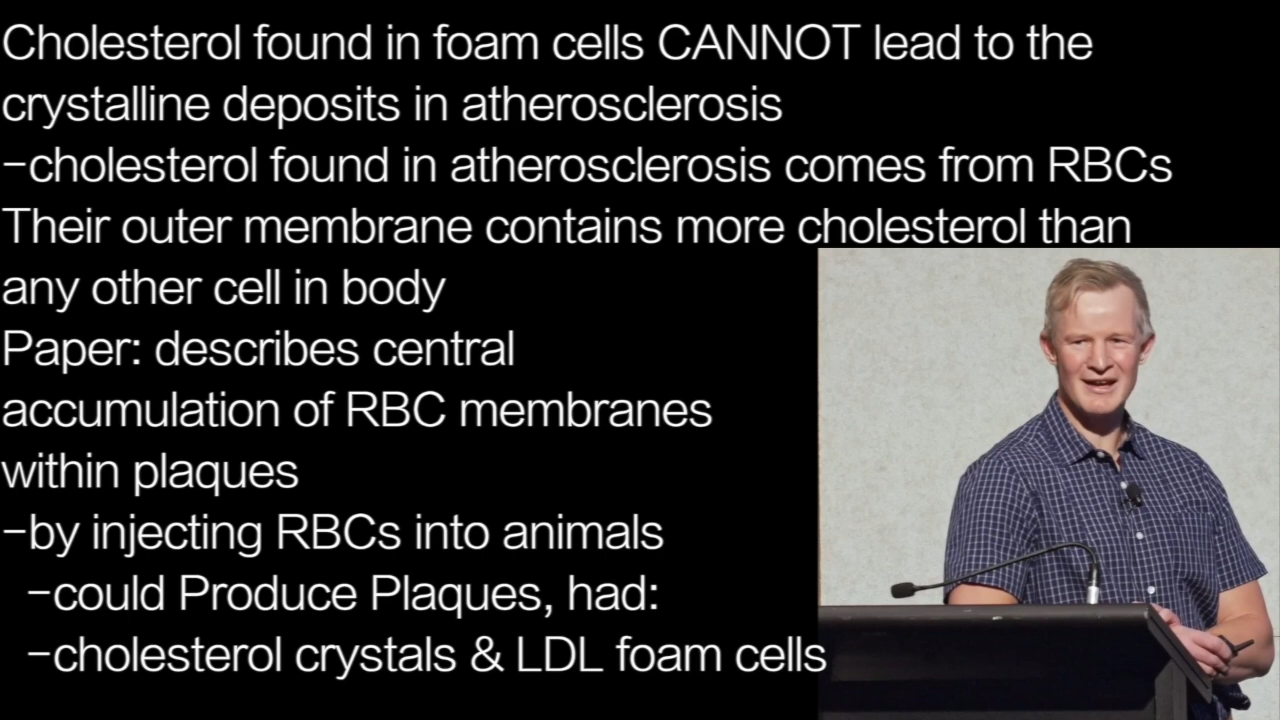 Cholesterol found in foam cells CANNOT lead to the
crystalline deposits in atherosclerosis
−cholesterol found in atherosclerosis comes from RBCs
Their outer membrane contains more cholesterol than
any other cell in body
Paper: describes central
accumulation of RBC membranes
within plaques
−by injecting RBCs into animals
−could Produce Plaques, had:
−cholesterol crystals & LDL foam cells